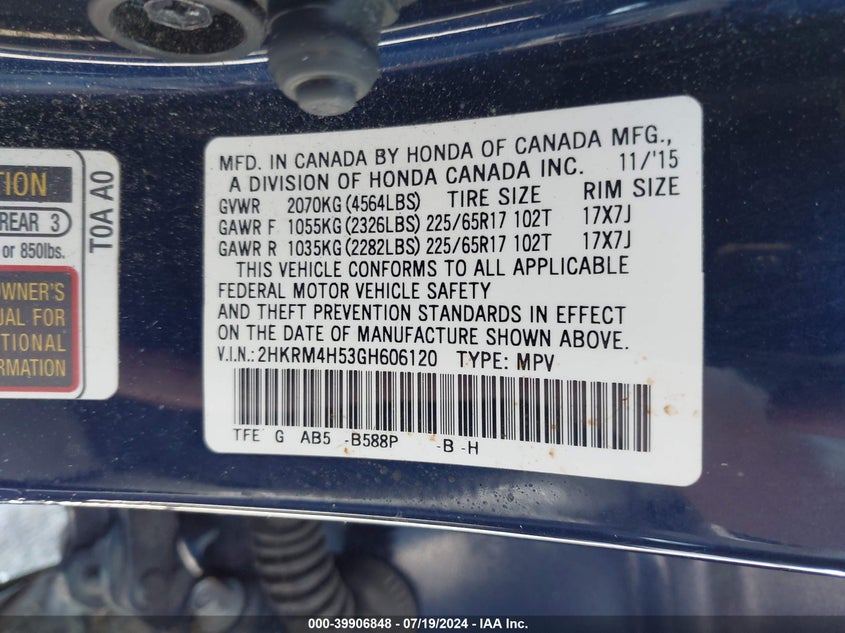 TION
REAR 3
or 850lbs.
OWNER'S
UAL FOR
TIONAL
FORMATION
T0A A0
MFD. IN CANADA BY HONDA OF CANADA MFG.,
A DIVISION OF HONDA CANADA INC. 11/'15
GVWR 2070KG (4564LBS) TIRE SIZE RIM SIZE
GAWR F 1055KG (2326LBS) 225/65R17 102T 17X7J
GAWR R 1035KG (2282LBS) 225/65R17 102T 17X7J
THIS VEHICLE CONFORMS TO ALL APPLICABLE
FEDERAL MOTOR VEHICLE SAFETY
AND THEFT PREVENTION STANDARDS IN EFFECT
ON THE DATE OF MANUFACTURE SHOWN ABOVE.
V.I.N.: 2HKRM4H53GH606120 TYPE: MPV
TFE G AB5 -B588P -B -H
000-39906848 - 07/19/2024 - IAA Inc.